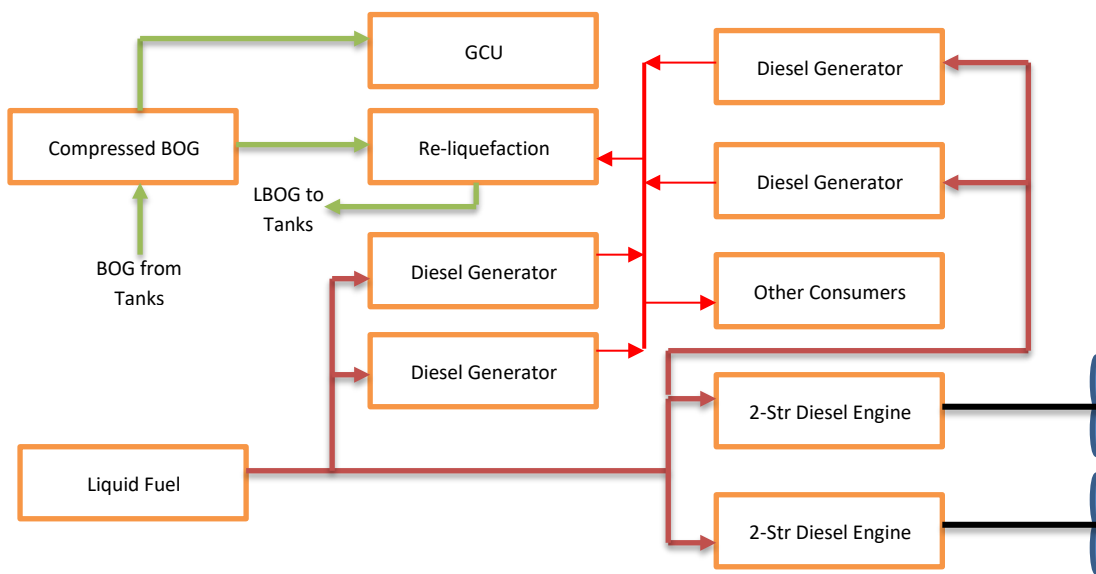 GCU
Diesel Generator
Compressed BOG
Re-liquefaction
Diesel Generator
LBOG to
Tanks
BOG from
Tanks
Diesel Generator
Other Consumers
Diesel Generator
2-Str Diesel Engine
Liquid Fuel
2-Str Diesel Engine